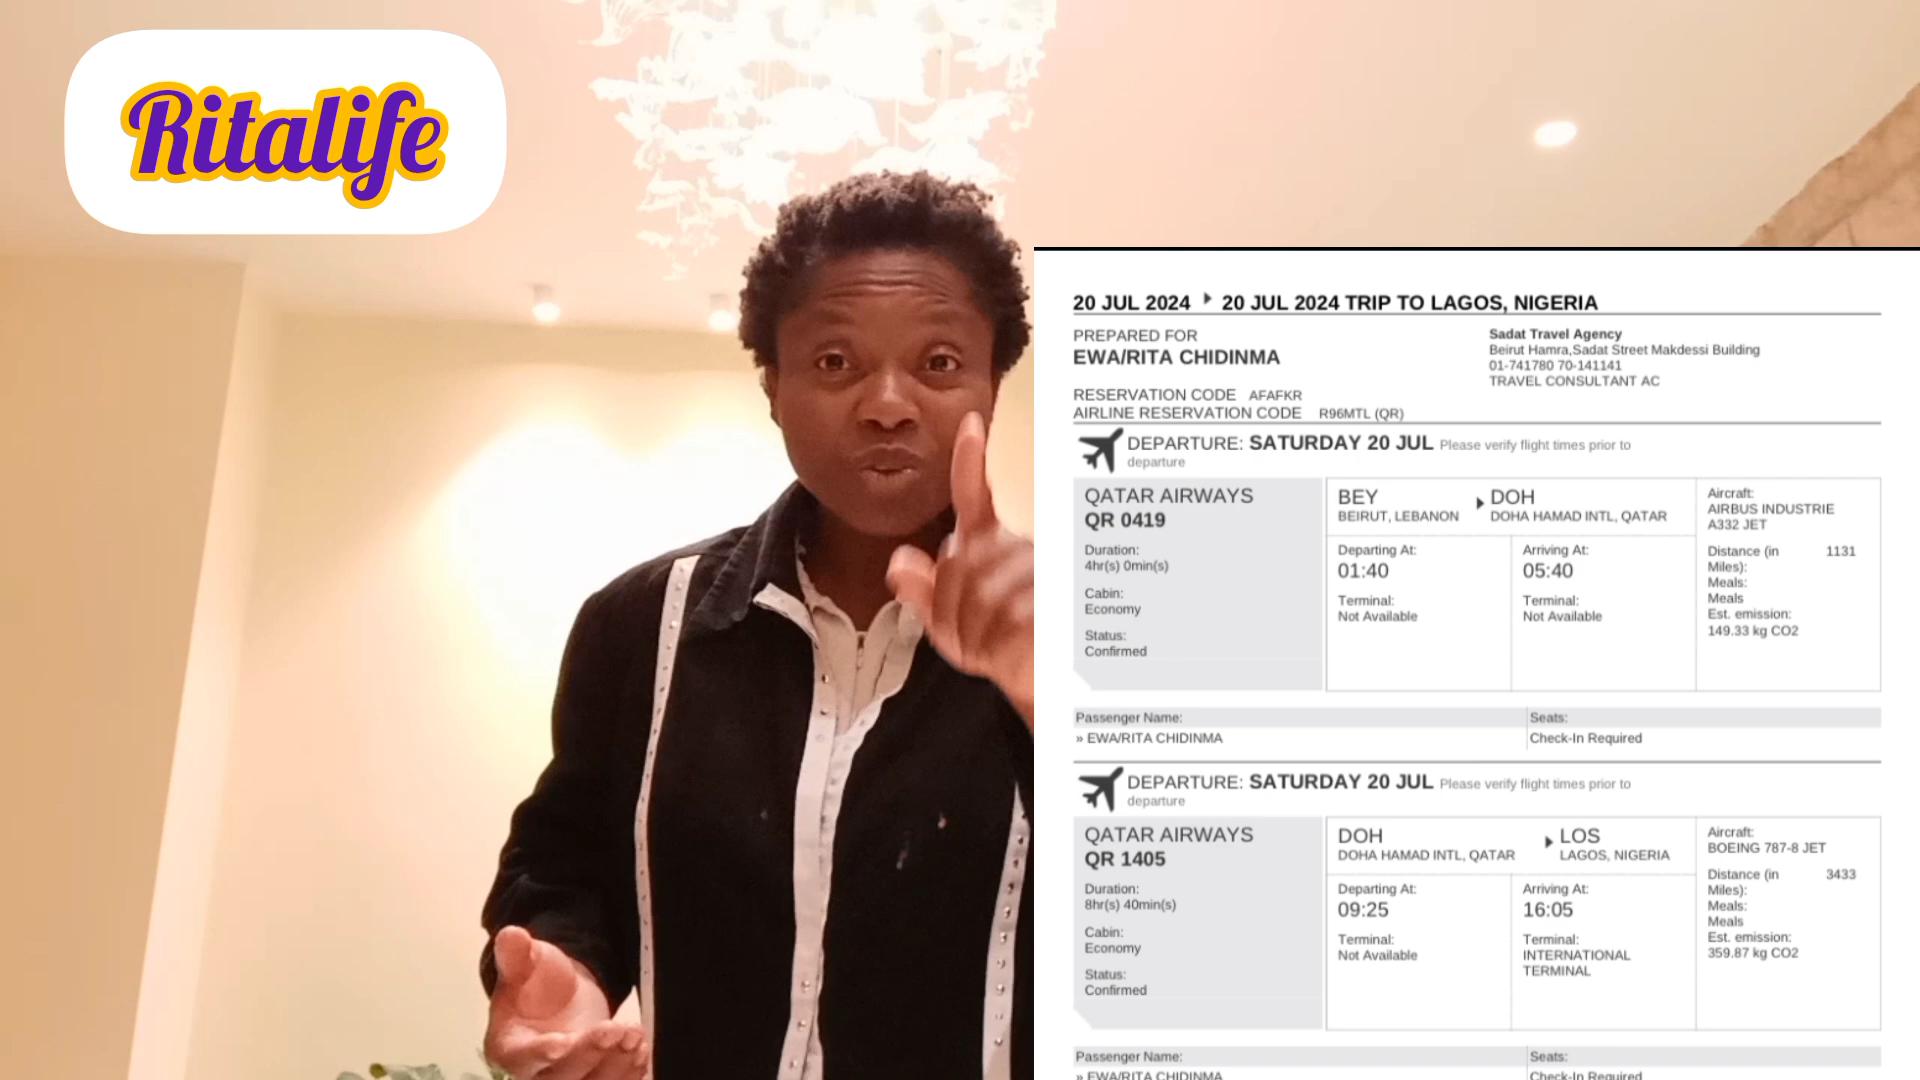 Ritalife
20 JUL 2024 ▸ 20 JUL 2024 TRIP TO LAGOS, NIGERIA
PREPARED FOR
EWA/RITA CHIDINMA
RESERVATION CODE AFAFKR
AIRLINE RESERVATION CODE R96MTL (QR)
Sadat Travel Agency
Beirut Hamra,Sadat Street Makdessi Building
01-741780 70-141141
TRAVEL CONSULTANT AC
DEPARTURE: SATURDAY 20 JUL Please verify flight times prior to
departure
QATAR AIRWAYS
QR 0419
Duration:
4hr(s) 0min(s)
Cabin:
Economy
Status:
Confirmed
BEY ▸ DOH
BEIRUT, LEBANON DOHA HAMAD INTL, QATAR
Departing At:
01:40
Terminal:
Not Available
Arriving At:
05:40
Terminal:
Not Available
Aircraft:
AIRBUS INDUSTRIE
A332 JET
Distance (in 1131
Miles):
Meals:
Meals
Est. emission:
149.33 kg CO2
Passenger Name: Seats:
» EWA/RITA CHIDINMA Check-In Required
DEPARTURE: SATURDAY 20 JUL Please verify flight times prior to
departure
QATAR AIRWAYS
QR 1405
Duration:
8hr(s) 40min(s)
Cabin:
Economy
Status:
Confirmed
DOH ▸ LOS
DOHA HAMAD INTL, QATAR LAGOS, NIGERIA
Departing At:
09:25
Terminal:
Not Available
Arriving At:
16:05
Terminal:
INTERNATIONAL
TERMINAL
Aircraft:
BOEING 787-8 JET
Distance (in 3433
Miles):
Meals:
Meals
Est. emission:
359.87 kg CO2
Passenger Name: Seats:
» EWA/RITA CHIDINMA Check-In Required